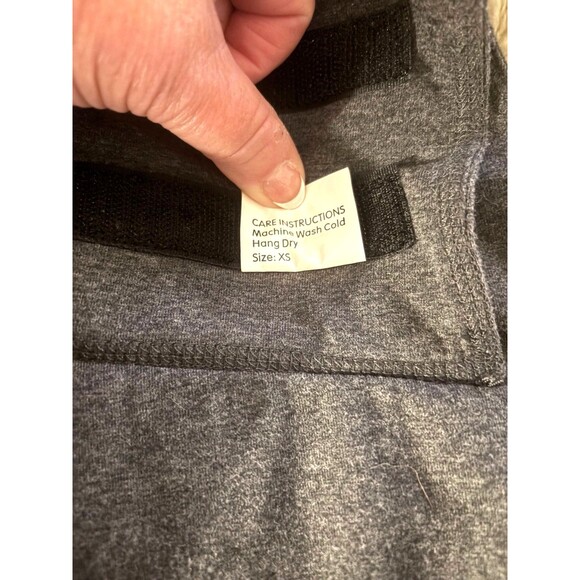 CARE INSTRUCTIONS
Machine Wash Cold
Hang Dry
Size: XS